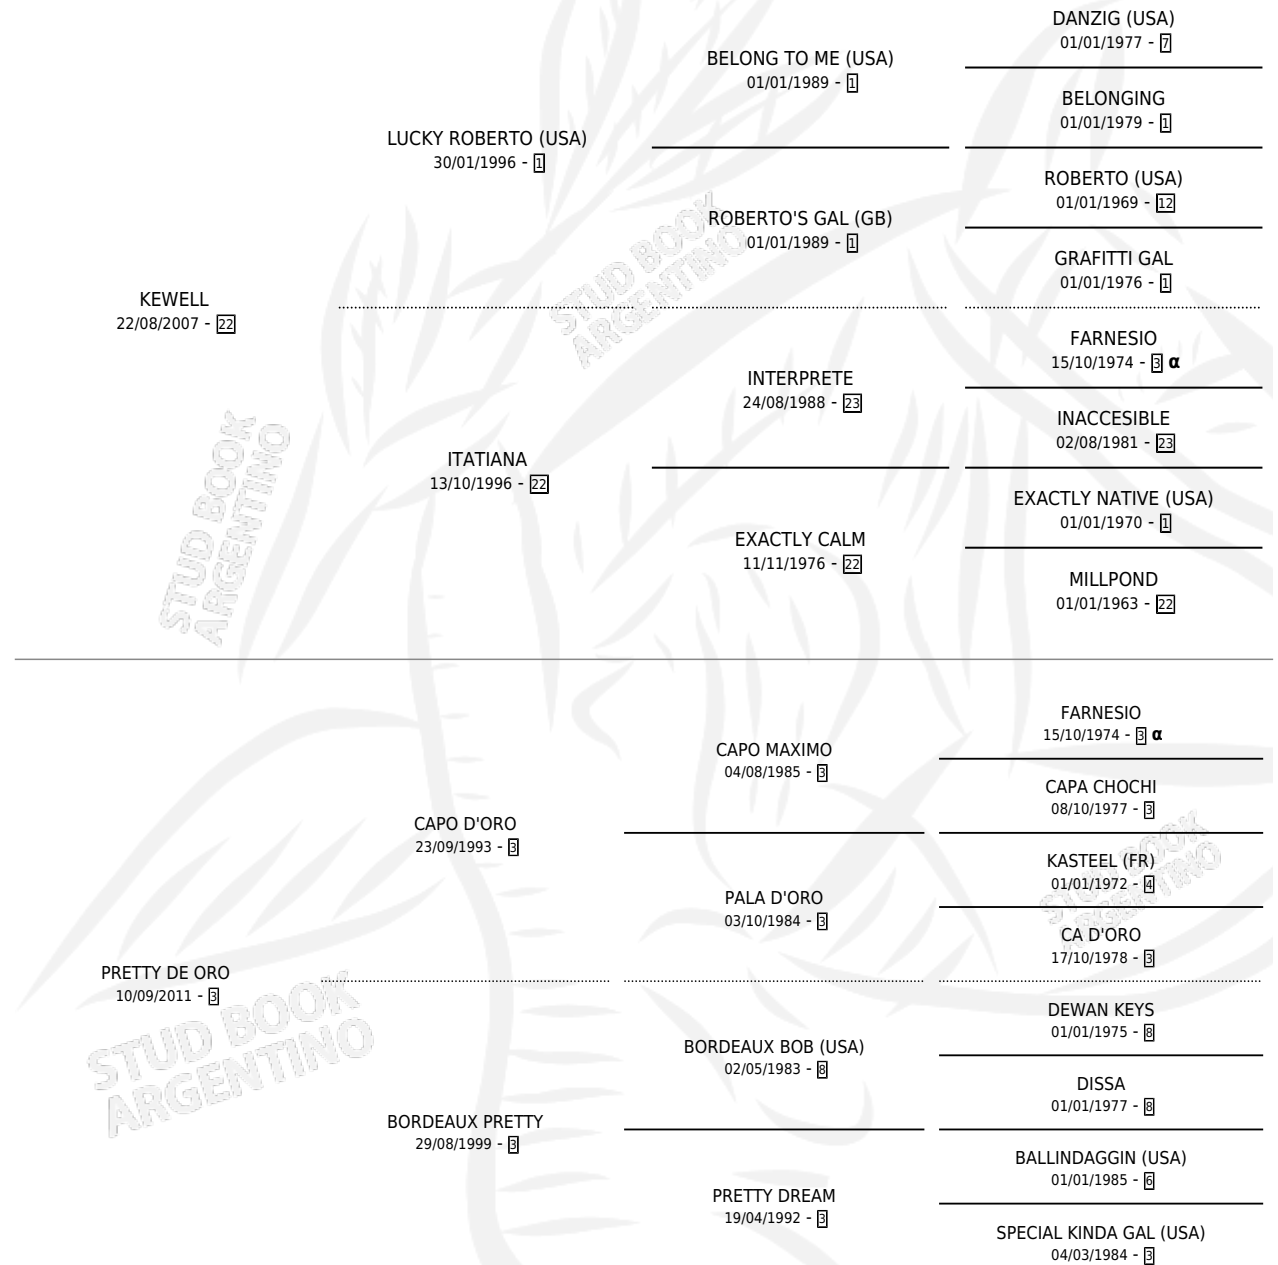 DANZIG (USA)
01/01/1977 - 7
BELONG TO ME (USA)
01/01/1989 - 1
BELONGING
01/01/1979 - 1
LUCKY ROBERTO (USA)
30/01/1996 - 1
ROBERTO (USA)
01/01/1969 - 12
ROBERTO'S GAL (GB)
01/01/1989 - 1
GRAFITTI GAL
01/01/1976 - 1
KEWELL
22/08/2007 - 22
FARNESIO
15/10/1974 - 3 α
INTERPRETE
24/08/1988 - 23
INACCESIBLE
02/08/1981 - 23
ITATIANA
13/10/1996 - 22
EXACTLY NATIVE (USA)
01/01/1970 - 1
EXACTLY CALM
11/11/1976 - 22
MILLPOND
01/01/1963 - 22
FARNESIO
15/10/1974 - 3 α
CAPO MAXIMO
04/08/1985 - 3
CAPA CHOCHI
08/10/1977 - 3
CAPO D'ORO
23/09/1993 - 3
KASTEEL (FR)
01/01/1972 - 4
PALA D'ORO
03/10/1984 - 3
CA D'ORO
17/10/1978 - 3
PRETTY DE ORO
10/09/2011 - 3
DEWAN KEYS
01/01/1975 - 8
BORDEAUX BOB (USA)
02/05/1983 - 8
DISSA
01/01/1977 - 8
BORDEAUX PRETTY
29/08/1999 - 3
BALLINDAGGIN (USA)
01/01/1985 - 6
PRETTY DREAM
19/04/1992 - 3
SPECIAL KINDA GAL (USA)
04/03/1984 - 3
STUD BOOK
ARGENTINO
STUD BOOK
ARGENTINO
STUD BOOK
ARGENTINO
STUD BOOK
ARGENTINO